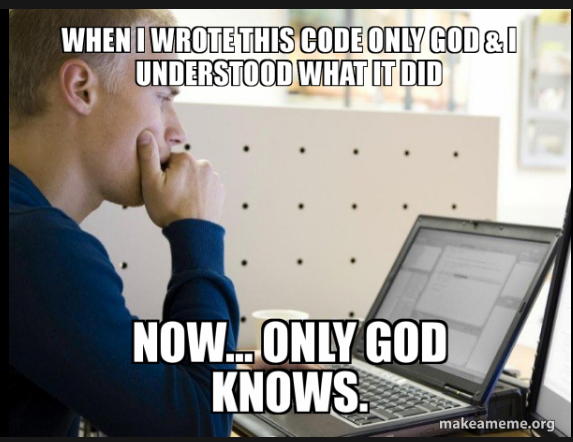 WHEN I WROTE THIS CODE ONLY GOD & I
UNDERSTOOD WHAT IT DID
NOW... ONLY GOD
KNOWS.
makeameme.org